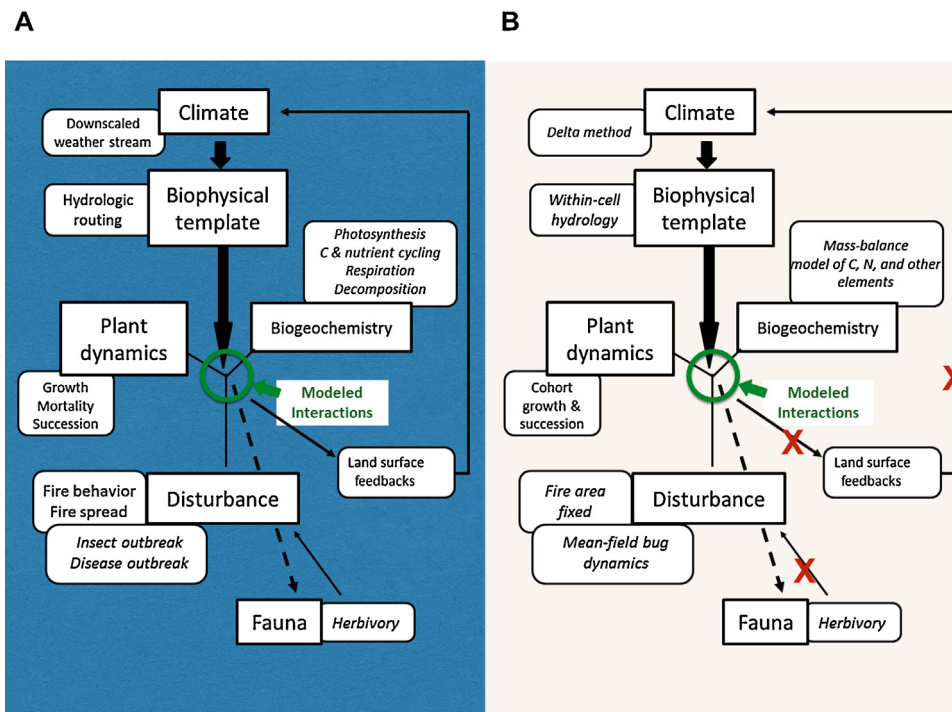 A
Climate
Downscaled
weather stream
Biophysical
template
Hydrologic
routing
Photosynthesis
C & nutrient cycling
Respiration
Decomposition
Plant
dynamics
Biogeochemistry
Growth
Mortality
Succession
Modeled
Interactions
Land surface
feedbacks
Fire behavior
Fire spread
Disturbance
Insect outbreak
Disease outbreak
Fauna
Herbivory
B
Climate
Delta method
Biophysical
template
Within-cell
hydrology
Mass-balance
model of C, N, and other
elements
Plant
dynamics
Biogeochemistry
Cohort
growth &
succession
Modeled
Interactions
X
X
Land surface
feedbacks
Fire area
fixed
Disturbance
Mean-field bug
dynamics
X
Fauna
Herbivory